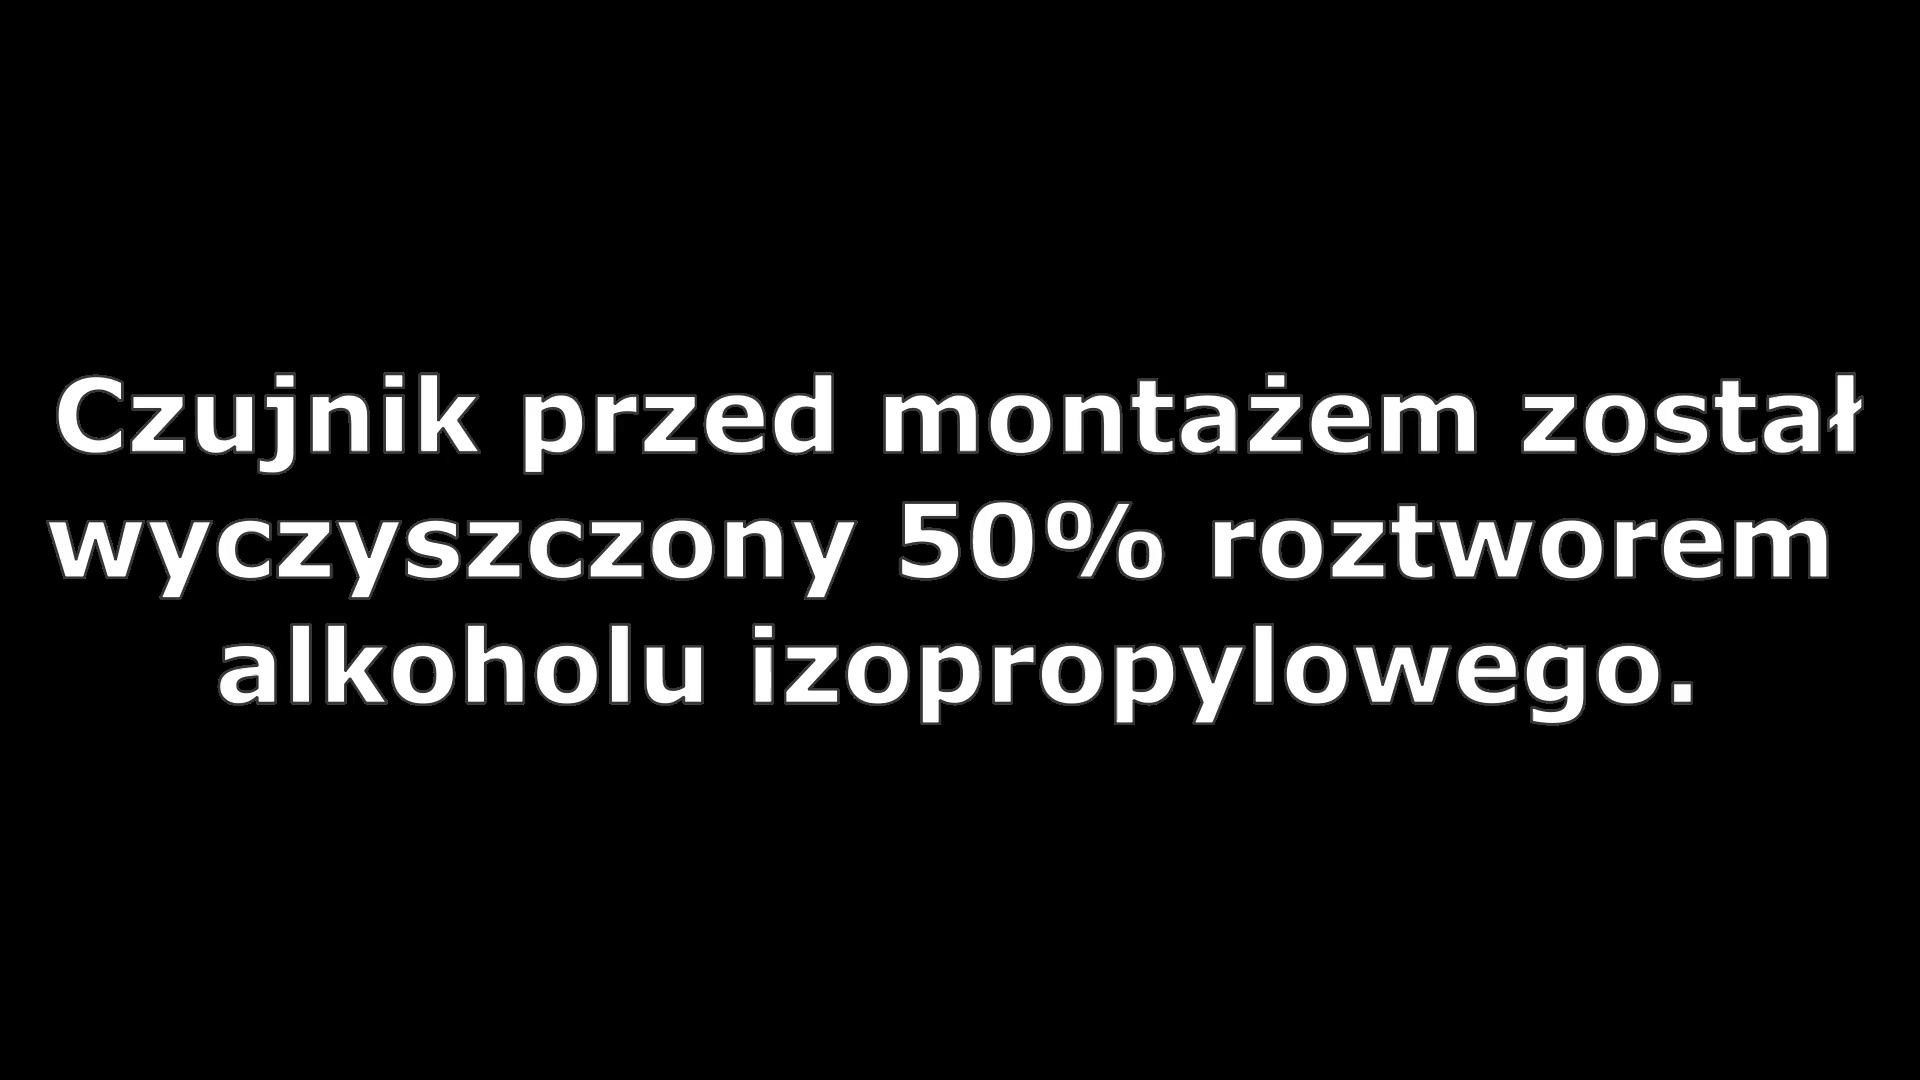 Czujnik przed montażem został
wyczyszczony 50% roztworem
alkoholu izopropylowego.